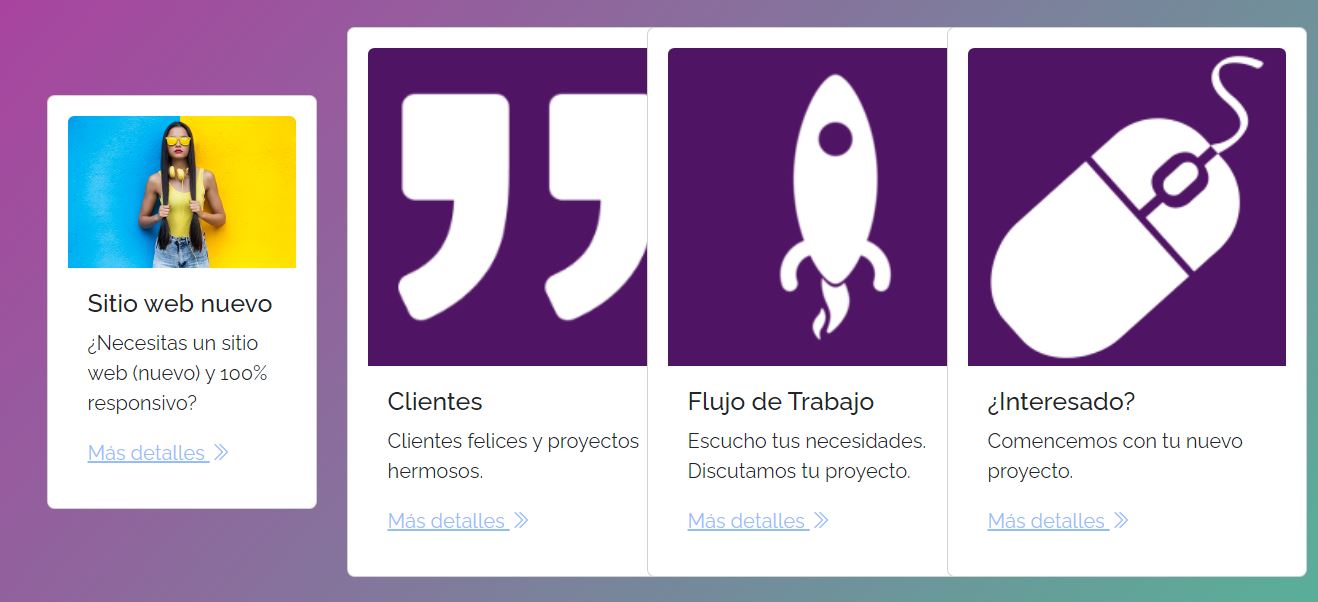 Sitio web nuevo
¿Necesitas un sitio
web (nuevo) y 100%
responsivo?
Más detalles
Clientes
Clientes felices y proyectos
hermosos.
Más detalles
Flujo de Trabajo
Escucho tus necesidades.
Discutamos tu proyecto.
Más detalles
¿Interesado?
Comencemos con tu nuevo
proyecto.
Más detalles